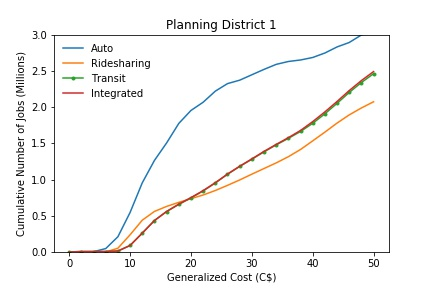 Planning District 1
Cumulative Number of Jobs (Millions)
3.0
2.5
2.0
1.5
1.0
0.5
0.0
Auto
Ridesharing
Transit
Integrated
0 10 20 30 40 50
Generalized Cost (C$)